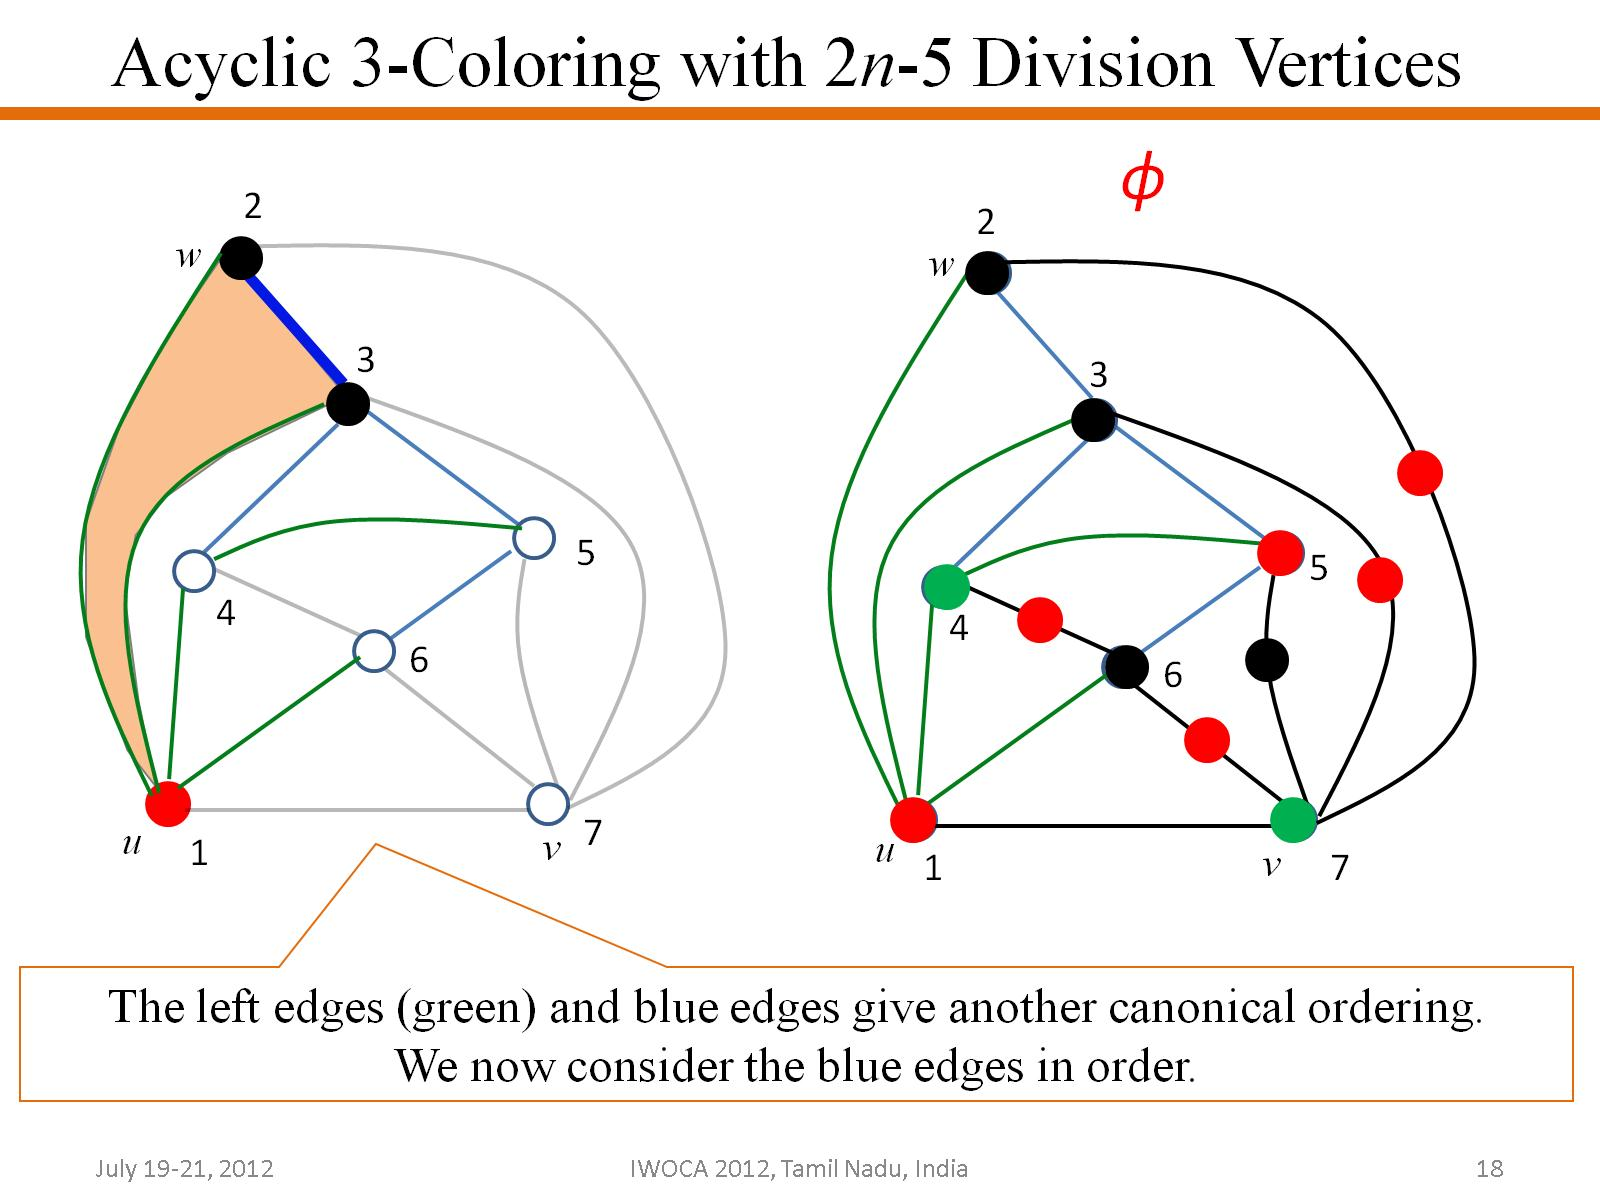 Acyclic 3-Coloring with 2n-5 Division Vertices
ϕ
2
w
3
5
4
6
u
1
v
7
2
w
3
5
4
6
u
1
v
7
The left edges (green) and blue edges give another canonical ordering.
We now consider the blue edges in order.
July 19-21, 2012
IWOCA 2012, Tamil Nadu, India
18